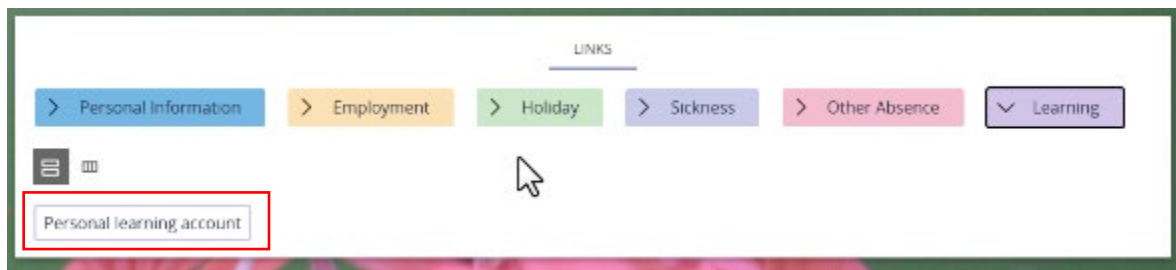 LINKS
Personal Information Employment Holiday Sickness Other Absence Learning
Personal learning account